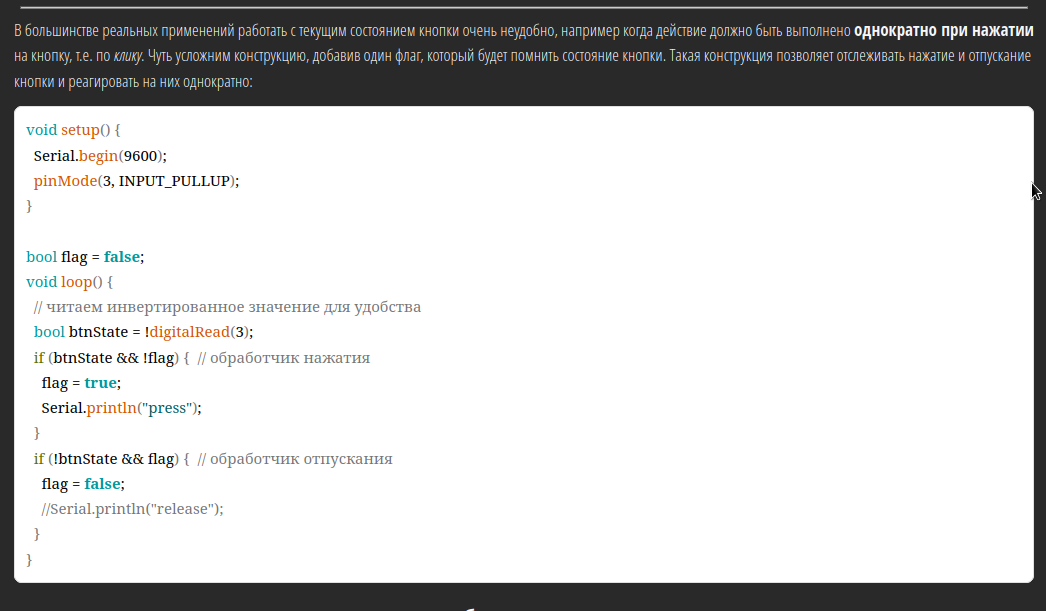 В большинстве реальных применений работать с текущим состоянием кнопки очень неудобно, например когда действие должно быть выполнено однократно при нажатии
на кнопку, т.е. по клику. Чуть усложним конструкцию, добавив один флаг, который будет помнить состояние кнопки. Такая конструкция позволяет отслеживать нажатие и отпускание
кнопки и реагировать на них однократно:
void setup() {
  Serial.begin(9600);
  pinMode(3, INPUT_PULLUP);
}
bool flag = false;
void loop() {
  // читаем инвертированное значение для удобства
  bool btnState = !digitalRead(3);
  if (btnState && !flag) {  // обработчик нажатия
    flag = true;
    Serial.println("press");
  }
  if (!btnState && flag) {  // обработчик отпускания
    flag = false;
    //Serial.println("release");
  }
}